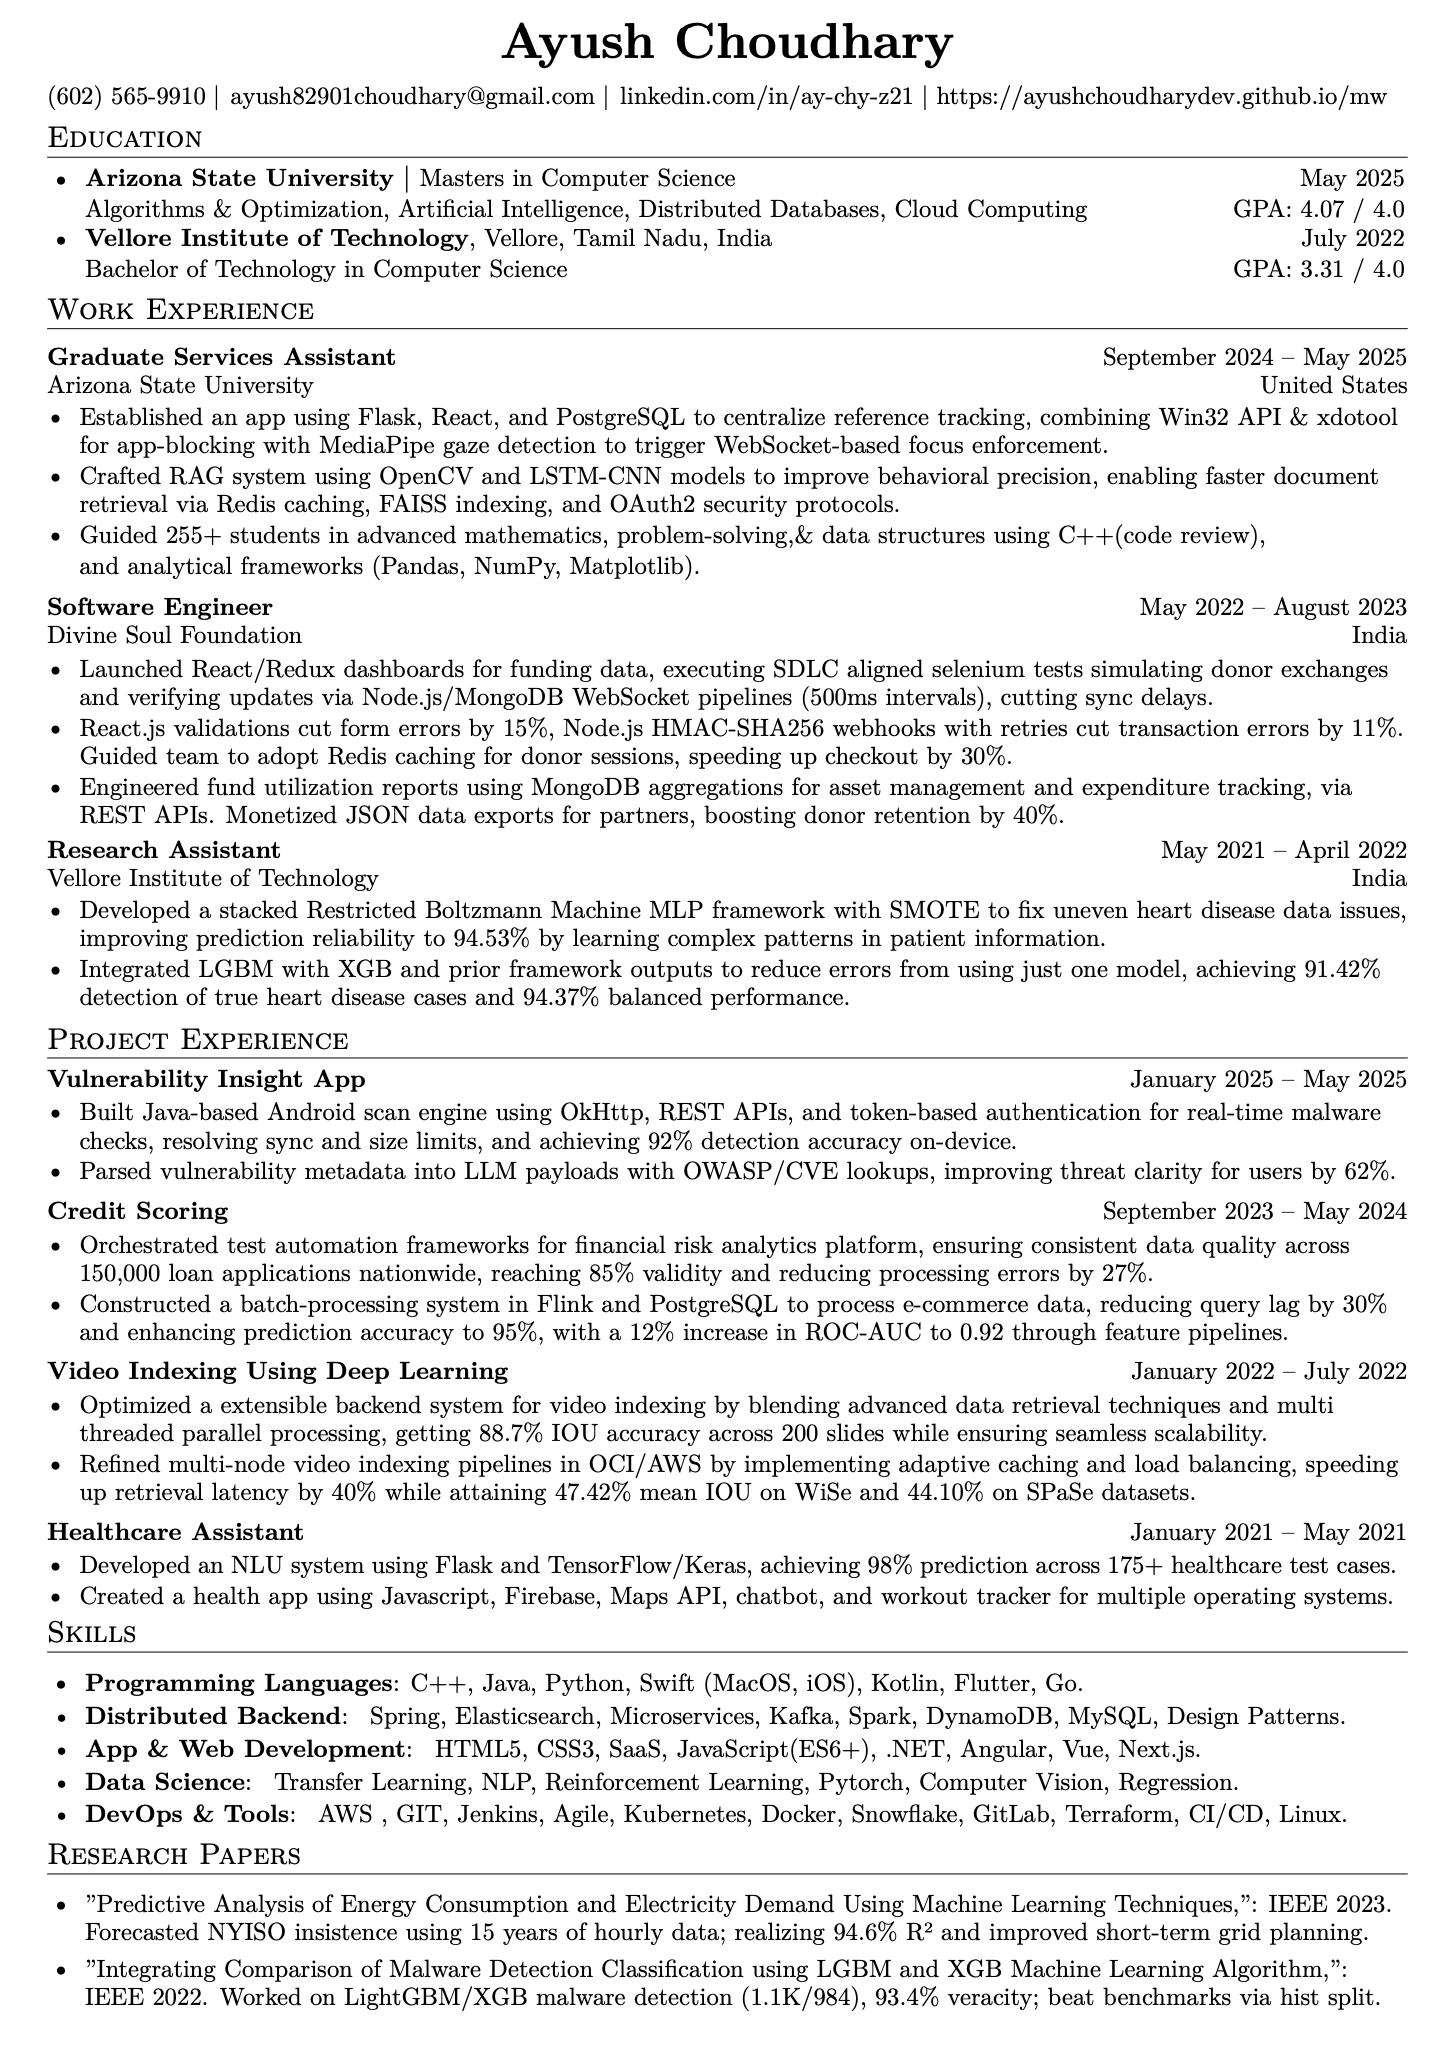 Ayush Choudhary
(602) 565-9910 | ayush82901choudhary@gmail.com | linkedin.com/in/ay-chy-z21 | https://ayushchoudharydev.github.io/mw
Education
• Arizona State University | Masters in Computer Science May 2025
Algorithms & Optimization, Artificial Intelligence, Distributed Databases, Cloud Computing GPA: 4.07 / 4.0
• Vellore Institute of Technology, Vellore, Tamil Nadu, India July 2022
Bachelor of Technology in Computer Science GPA: 3.31 / 4.0
Work Experience
Graduate Services Assistant September 2024 – May 2025
Arizona State University United States
• Established an app using Flask, React, and PostgreSQL to centralize reference tracking, combining Win32 API & xdotool
for app-blocking with MediaPipe gaze detection to trigger WebSocket-based focus enforcement.
• Crafted RAG system using OpenCV and LSTM-CNN models to improve behavioral precision, enabling faster document
retrieval via Redis caching, FAISS indexing, and OAuth2 security protocols.
• Guided 255+ students in advanced mathematics, problem-solving,& data structures using C++(code review),
and analytical frameworks (Pandas, NumPy, Matplotlib).
Software Engineer May 2022 – August 2023
Divine Soul Foundation India
• Launched React/Redux dashboards for funding data, executing SDLC aligned selenium tests simulating donor exchanges
and verifying updates via Node.js/MongoDB WebSocket pipelines (500ms intervals), cutting sync delays.
• React.js validations cut form errors by 15%, Node.js HMAC-SHA256 webhooks with retries cut transaction errors by 11%.
Guided team to adopt Redis caching for donor sessions, speeding up checkout by 30%.
• Engineered fund utilization reports using MongoDB aggregations for asset management and expenditure tracking, via
REST APIs. Monetized JSON data exports for partners, boosting donor retention by 40%.
Research Assistant May 2021 – April 2022
Vellore Institute of Technology India
• Developed a stacked Restricted Boltzmann Machine MLP framework with SMOTE to fix uneven heart disease data issues,
improving prediction reliability to 94.53% by learning complex patterns in patient information.
• Integrated LGBM with XGB and prior framework outputs to reduce errors from using just one model, achieving 91.42%
detection of true heart disease cases and 94.37% balanced performance.
Project Experience
Vulnerability Insight App January 2025 – May 2025
• Built Java-based Android scan engine using OkHttp, REST APIs, and token-based authentication for real-time malware
checks, resolving sync and size limits, and achieving 92% detection accuracy on-device.
• Parsed vulnerability metadata into LLM payloads with OWASP/CVE lookups, improving threat clarity for users by 62%.
Credit Scoring September 2023 – May 2024
• Orchestrated test automation frameworks for financial risk analytics platform, ensuring consistent data quality across
150,000 loan applications nationwide, reaching 85% validity and reducing processing errors by 27%.
• Constructed a batch-processing system in Flink and PostgreSQL to process e-commerce data, reducing query lag by 30%
and enhancing prediction accuracy to 95%, with a 12% increase in ROC-AUC to 0.92 through feature pipelines.
Video Indexing Using Deep Learning January 2022 – July 2022
• Optimized a extensible backend system for video indexing by blending advanced data retrieval techniques and multi
threaded parallel processing, getting 88.7% IOU accuracy across 200 slides while ensuring seamless scalability.
• Refined multi-node video indexing pipelines in OCI/AWS by implementing adaptive caching and load balancing, speeding
up retrieval latency by 40% while attaining 47.42% mean IOU on WiSe and 44.10% on SPaSe datasets.
Healthcare Assistant January 2021 – May 2021
• Developed an NLU system using Flask and TensorFlow/Keras, achieving 98% prediction across 175+ healthcare test cases.
• Created a health app using Javascript, Firebase, Maps API, chatbot, and workout tracker for multiple operating systems.
Skills
• Programming Languages: C++, Java, Python, Swift (MacOS, iOS), Kotlin, Flutter, Go.
• Distributed Backend: Spring, Elasticsearch, Microservices, Kafka, Spark, DynamoDB, MySQL, Design Patterns.
• App & Web Development: HTML5, CSS3, SaaS, JavaScript(ES6+), .NET, Angular, Vue, Next.js.
• Data Science: Transfer Learning, NLP, Reinforcement Learning, Pytorch, Computer Vision, Regression.
• DevOps & Tools: AWS , GIT, Jenkins, Agile, Kubernetes, Docker, Snowflake, GitLab, Terraform, CI/CD, Linux.
Research Papers
• ”Predictive Analysis of Energy Consumption and Electricity Demand Using Machine Learning Techniques,”: IEEE 2023.
Forecasted NYISO insistence using 15 years of hourly data; realizing 94.6% R² and improved short-term grid planning.
• ”Integrating Comparison of Malware Detection Classification using LGBM and XGB Machine Learning Algorithm,”:
IEEE 2022. Worked on LightGBM/XGB malware detection (1.1K/984), 93.4% veracity; beat benchmarks via hist split.